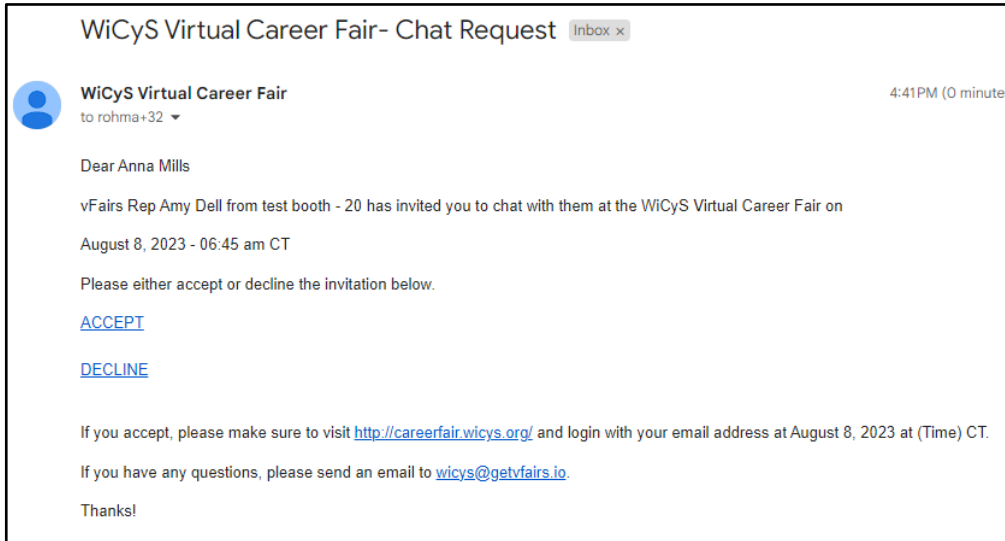 WiCyS Virtual Career Fair- Chat Request Inbox ×
WiCyS Virtual Career Fair 4:41 PM (0 minute
to rohma+32
Dear Anna Mills
vFairs Rep Amy Dell from test booth - 20 has invited you to chat with them at the WiCyS Virtual Career Fair on
August 8, 2023 - 06:45 am CT
Please either accept or decline the invitation below.
ACCEPT
DECLINE
If you accept, please make sure to visit http://careerfair.wicys.org/ and login with your email address at August 8, 2023 at (Time) CT.
If you have any questions, please send an email to wicys@getvfairs.io.
Thanks!